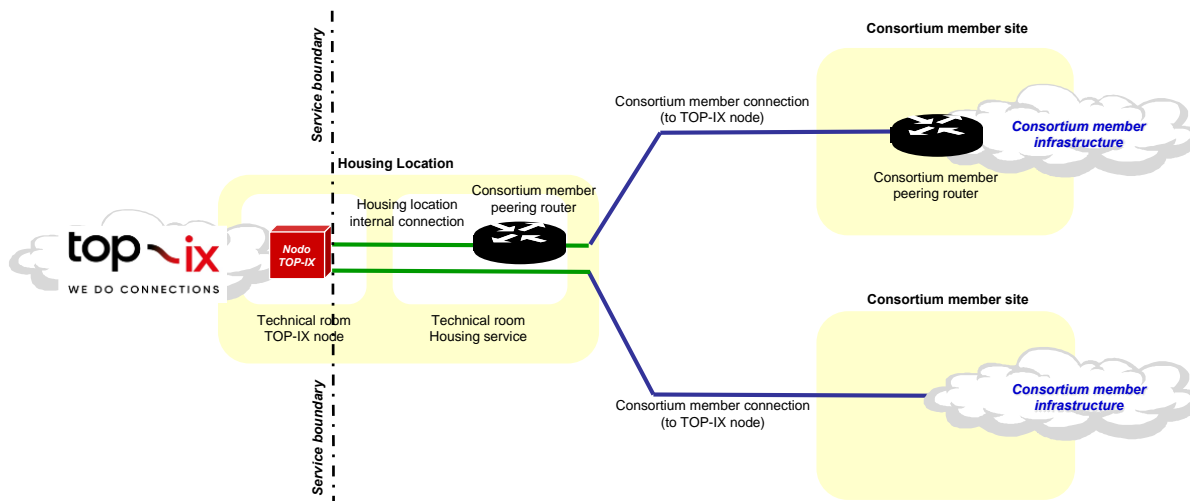 Consortium member site
Service boundary
Consortium member connection
(to TOP-IX node)
Consortium member
infrastructure
Housing Location
Consortium member
peering router
Housing location
internal connection
Consortium member
peering router
top ix
WE DO CONNECTIONS
Nodo
TOP-IX
Technical room
TOP-IX node
Technical room
Housing service
Consortium member site
Service boundary
Consortium member connection
(to TOP-IX node)
Consortium member
infrastructure